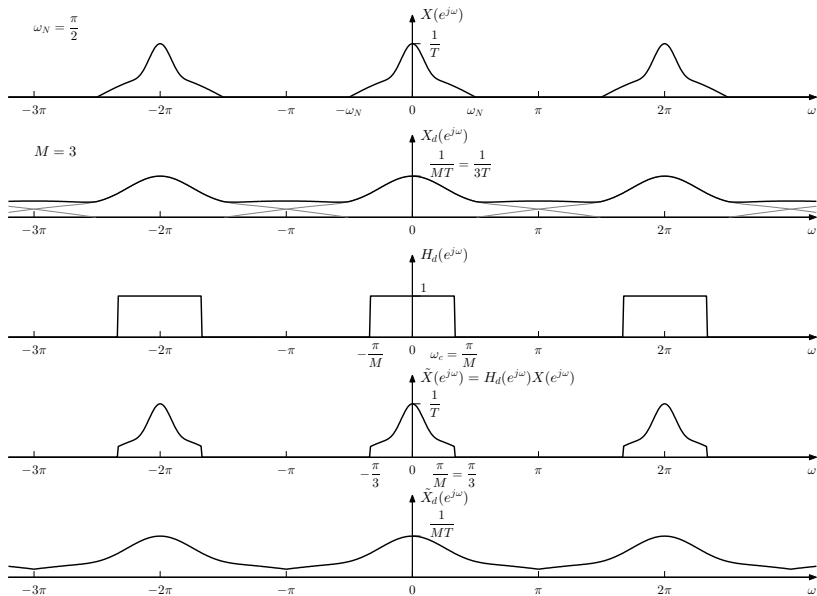 X(e^{jω})
ω_N = π/2
1/T
−3π −2π −π −ω_N 0 ω_N π 2π ω
X_d(e^{jω})
M = 3
1/MT = 1/3T
−3π −2π −π 0 π 2π ω
H_d(e^{jω})
1
−3π −2π −π −π/M 0 ω_c = π/M π 2π ω
X̃(e^{jω}) = H_d(e^{jω})X(e^{jω})
1/T
−3π −2π −π −π/3 0 π/M = π/3 π 2π ω
X̃_d(e^{jω})
1/MT
−3π −2π −π 0 π 2π ω